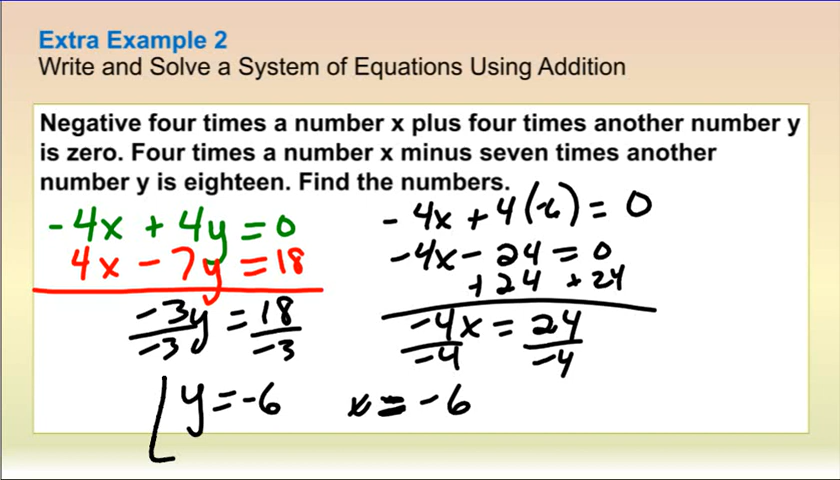 Extra Example 2
Write and Solve a System of Equations Using Addition
Negative four times a number x plus four times another number y
is zero. Four times a number x minus seven times another
number y is eighteen. Find the numbers.
-4x + 4y = 0
4x - 7y = 18
-3y = 18
-3 -3
y = -6
-4x + 4( ) = 0
-4x - 24 = 0
+24 +24
-4x = 24
-4 -4
x = -6